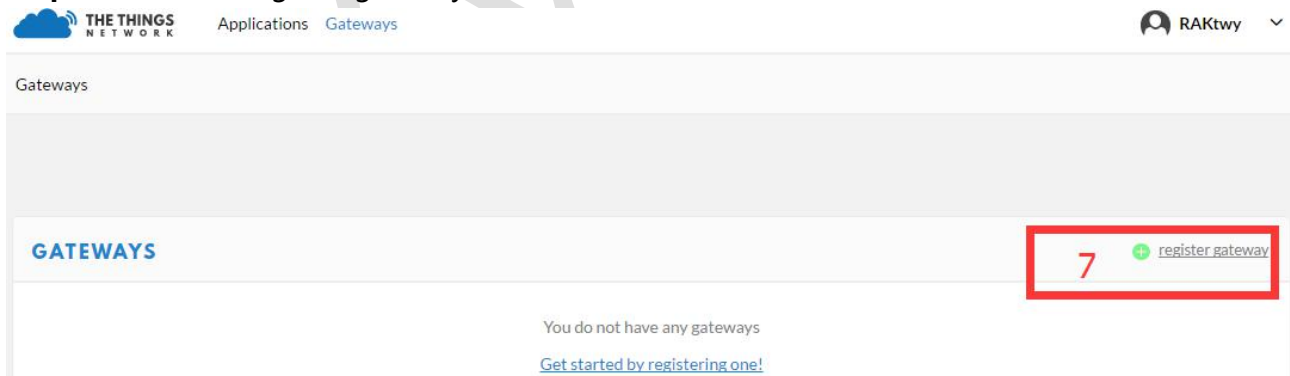 THE THINGS
NETWORK
Applications Gateways
RAKtwy
Gateways
GATEWAYS
7
register gateway
You do not have any gateways
Get started by registering one!